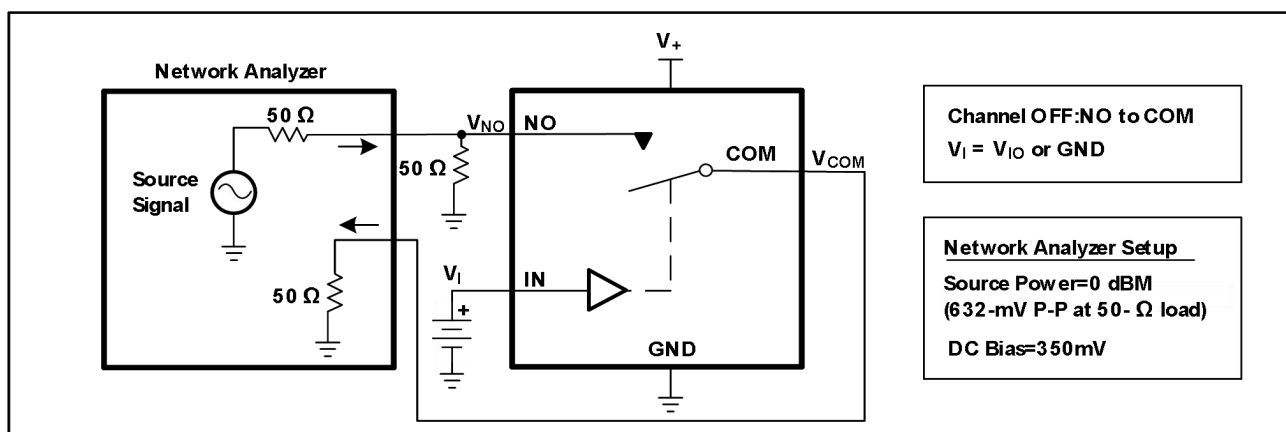 V+
Network Analyzer
50 Ω
VNO
NO
50 Ω
COM
VCOM
Source
Signal
VI
IN
50 Ω
GND
Channel OFF:NO to COM
VI = VIO or GND
Network Analyzer Setup
Source Power=0 dBM
(632-mV P-P at 50- Ω load)
DC Bias=350mV
+